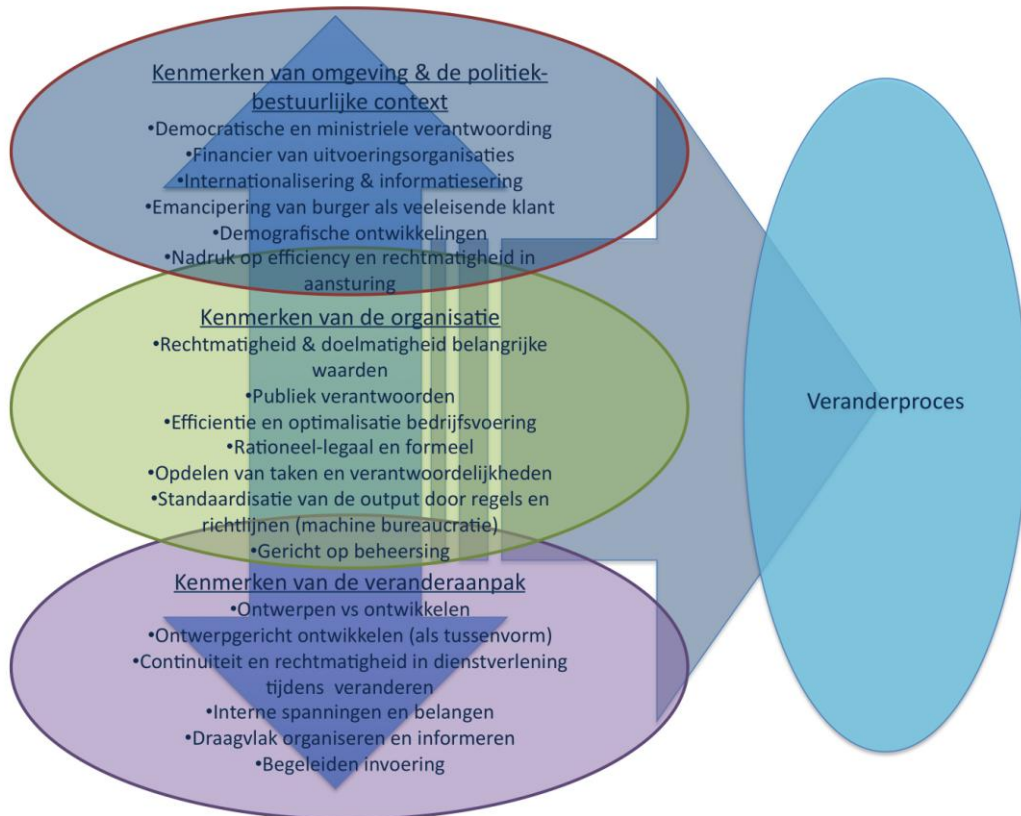 Kenmerken van omgeving & de politiek-
bestuurlijke context
•Democratische en ministriele verantwoording
•Financier van uitvoeringsorganisaties
•Internationalisering & informatiesering
•Emancipering van burger als veeleisende klant
•Demografische ontwikkelingen
•Nadruk op efficiency en rechtmatigheid in
aansturing
Kenmerken van de organisatie
•Rechtmatigheid & doelmatigheid belangrijke
waarden
•Publiek verantwoorden
•Efficientie en optimalisatie bedrijfsvoering
•Rationeel-legaal en formeel
•Opdelen van taken en verantwoordelijkheden
•Standaardisatie van de output door regels en
richtlijnen (machine bureaucratie)
•Gericht op beheersing
Kenmerken van de veranderaanpak
•Ontwerpen vs ontwikkelen
•Ontwerpgericht ontwikkelen (als tussenvorm)
•Continuiteit en rechtmatigheid in dienstverlening
tijdens veranderen
•Interne spanningen en belangen
•Draagvlak organiseren en informeren
•Begeleiden invoering
Veranderproces